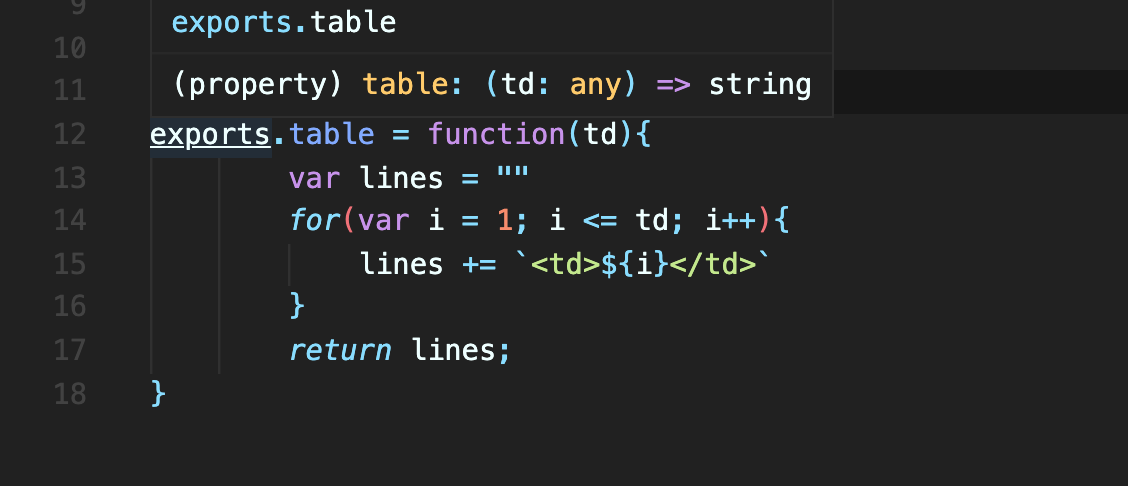 9
exports.table
10
11 (property) table: (td: any) => string
12 exports.table = function(td){
13 var lines = ""
14 for(var i = 1; i <= td; i++){
15 lines += `<td>${i}</td>`
16 }
17 return lines;
18 }